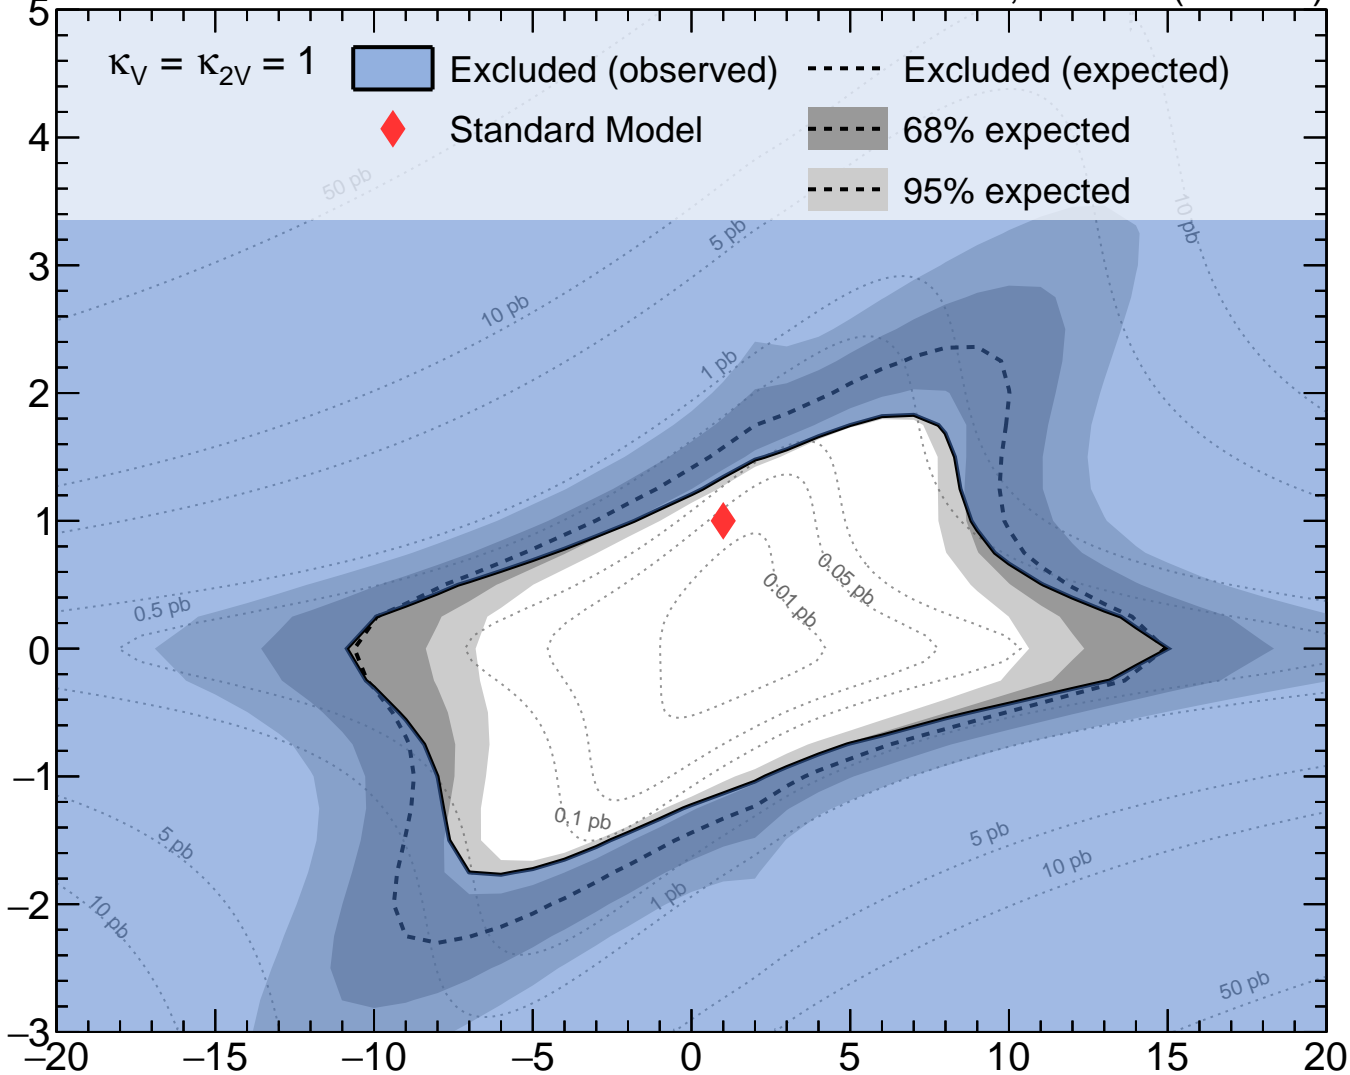 5
κV = κ2V = 1
Excluded (observed)
Excluded (expected)
Standard Model
68% expected
95% expected
4
3
2
1
0
−1
−2
−3
50 pb
5 pb
10 pb
10 pb
1 pb
0.5 pb
0.05 pb
0.01 pb
0.1 pb
5 pb
10 pb
1 pb
5 pb
10 pb
50 pb
−20
−15
−10
−5
0
5
10
15
20